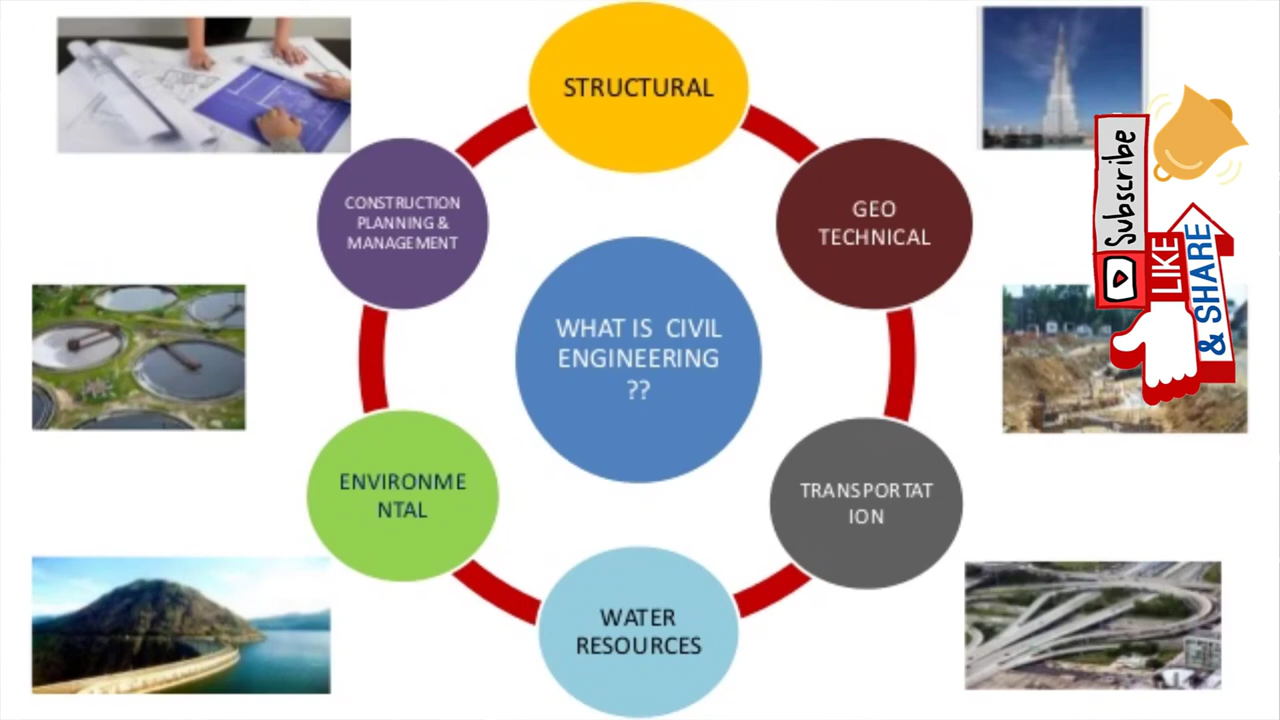 STRUCTURAL
GEO
TECHNICAL
TRANSPORTAT
ION
WATER
RESOURCES
ENVIRONME
NTAL
CONSTRUCTION
PLANNING &
MANAGEMENT
WHAT IS CIVIL
ENGINEERING
??
Subscribe
LIKE
& SHARE